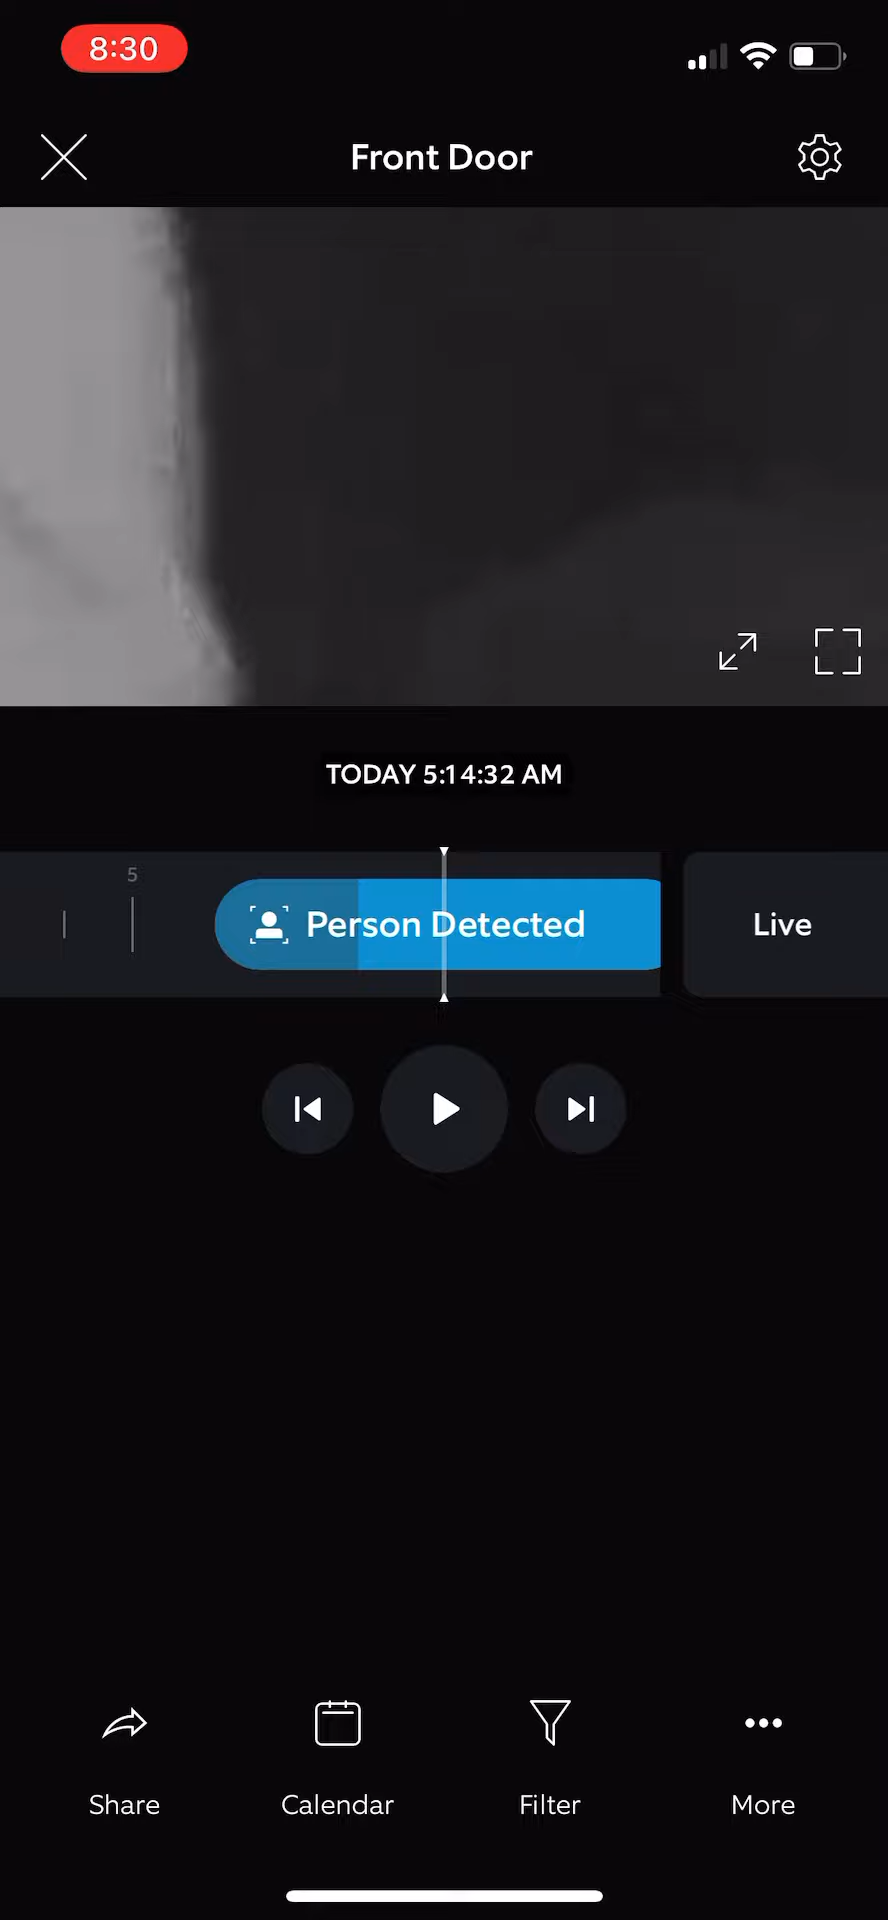 8:30
Front Door
TODAY 5:14:32 AM
5
Person Detected
Live
Share
Calendar
Filter
More